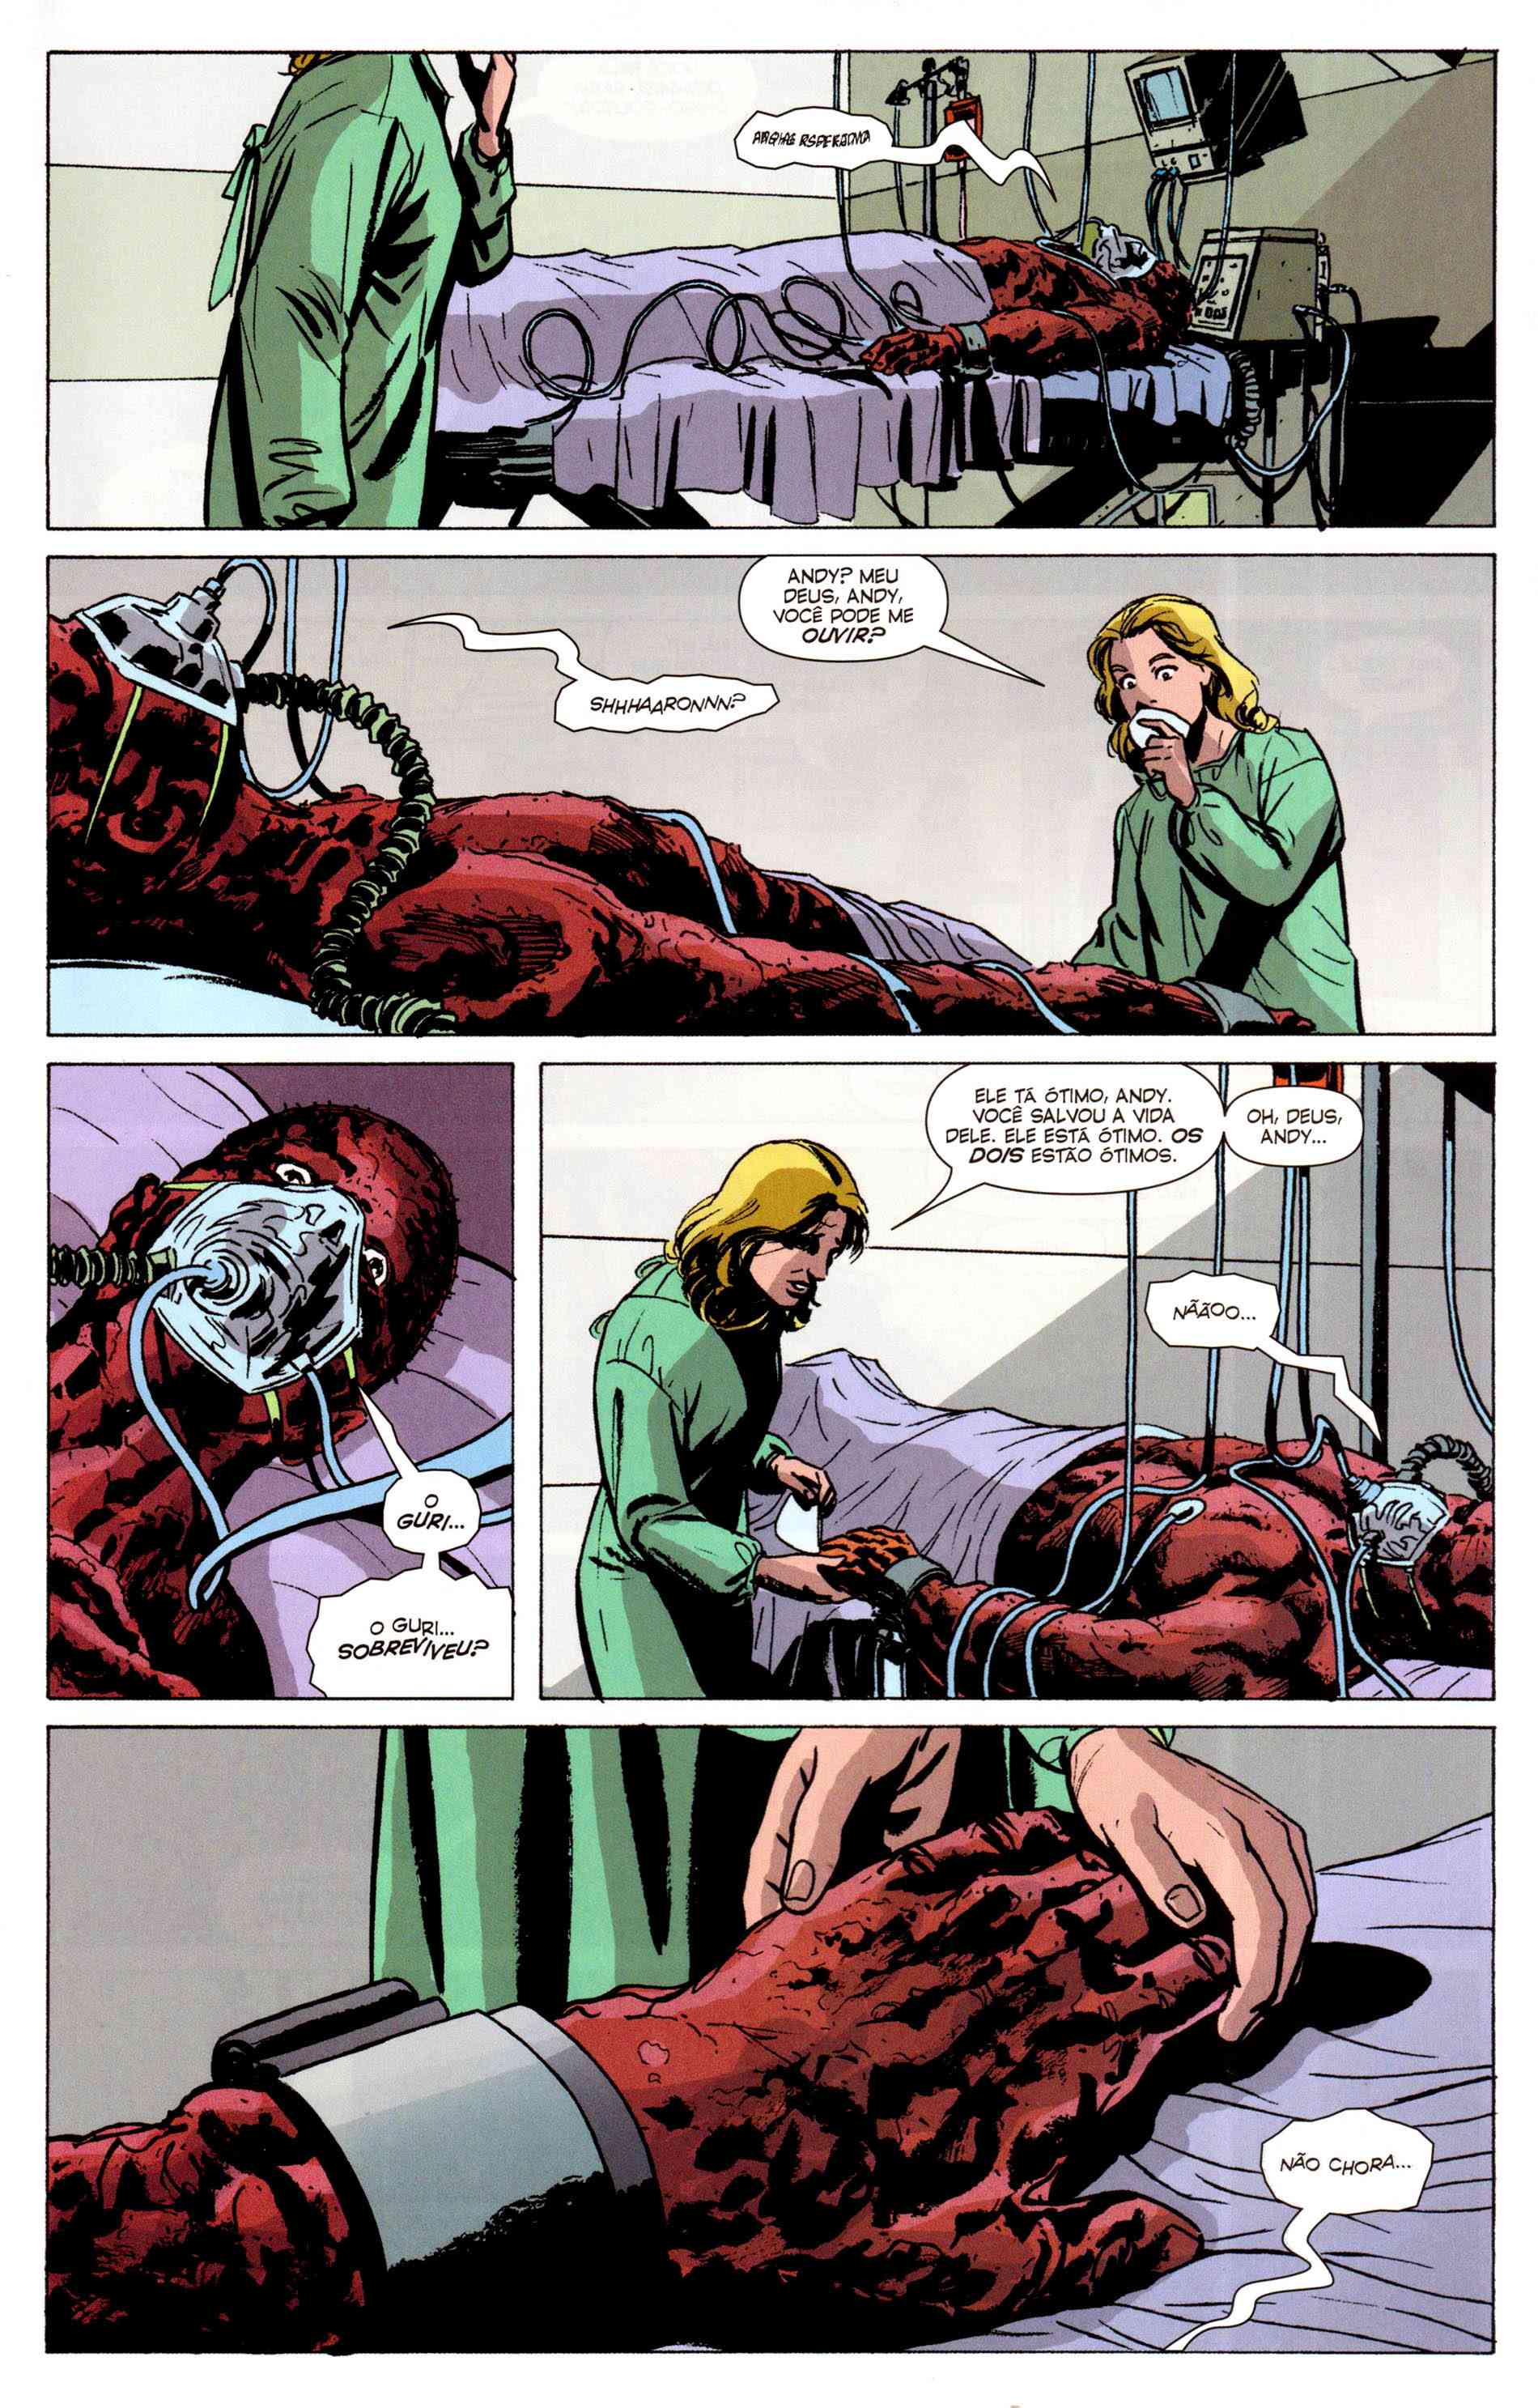 ANDY? MEU
DEUS, ANDY,
VOCÊ PODE ME
OUVIR?
SHHHAARONNN?
O
GURI...
O GURI...
SOBREVIVEU?
ELE TÁ ÓTIMO, ANDY.
VOCÊ SALVOU A VIDA
DELE. ELE ESTÁ ÓTIMO. OS
DOIS ESTÃO ÓTIMOS.
OH, DEUS,
ANDY...
NÃÃOO...
NÃO CHORA...